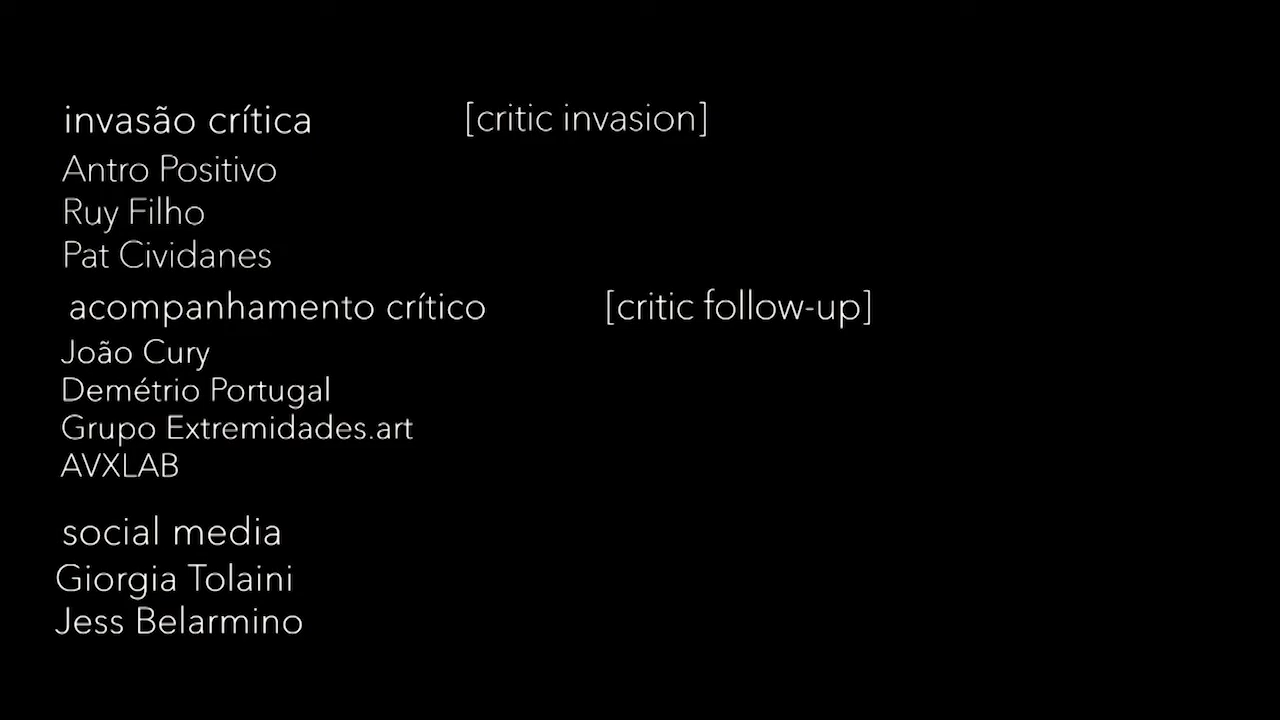 invasão crítica [critic invasion]
Antro Positivo
Ruy Filho
Pat Cividanes
acompanhamento crítico [critic follow-up]
João Cury
Demétrio Portugal
Grupo Extremidades.art
AVXLAB
social media
Giorgia Tolaini
Jess Belarmino